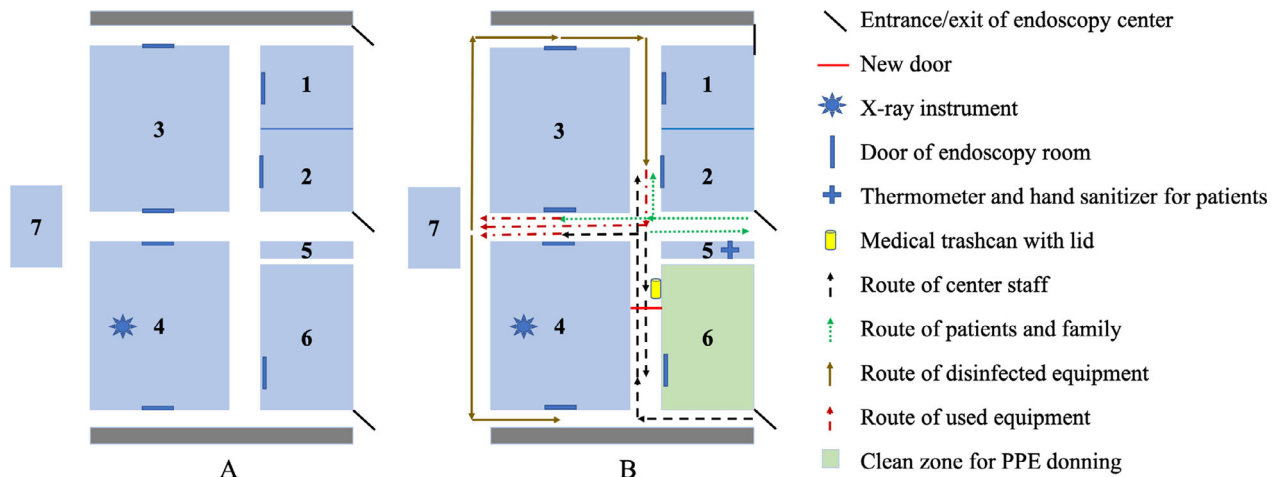 1
2
3
4
5
6
7
A
1
2
3
4
5
6
7
B
Entrance/exit of endoscopy center
New door
X-ray instrument
Door of endoscopy room
Thermometer and hand sanitizer for patients
Medical trashcan with lid
Route of center staff
Route of patients and family
Route of disinfected equipment
Route of used equipment
Clean zone for PPE donning